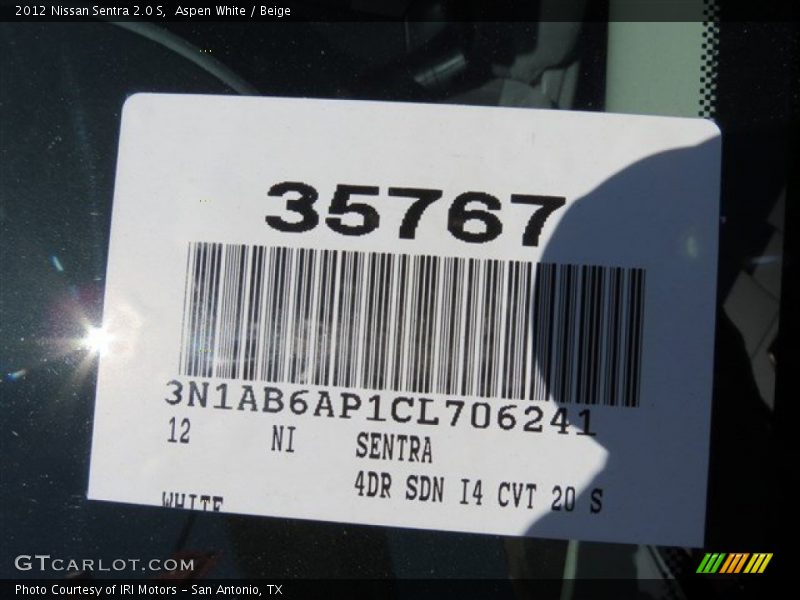 2012 Nissan Sentra 2.0 S, Aspen White / Beige
35767
3N1AB6AP1CL706241
12 NI SENTRA
4DR SDN I4 CVT 20 S
WHITE
GTCARLOT.COM
Photo Courtesy of IRI Motors - San Antonio, TX